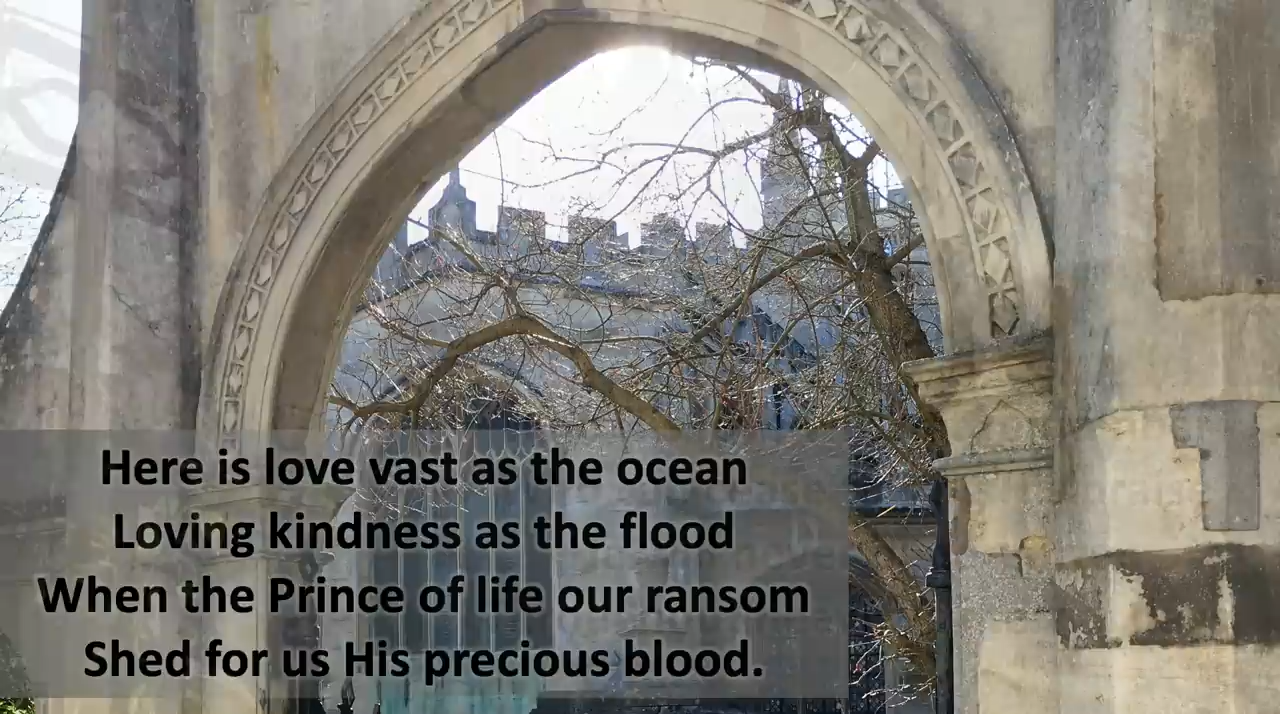 Here is love vast as the ocean
Loving kindness as the flood
When the Prince of life our ransom
Shed for us His precious blood.